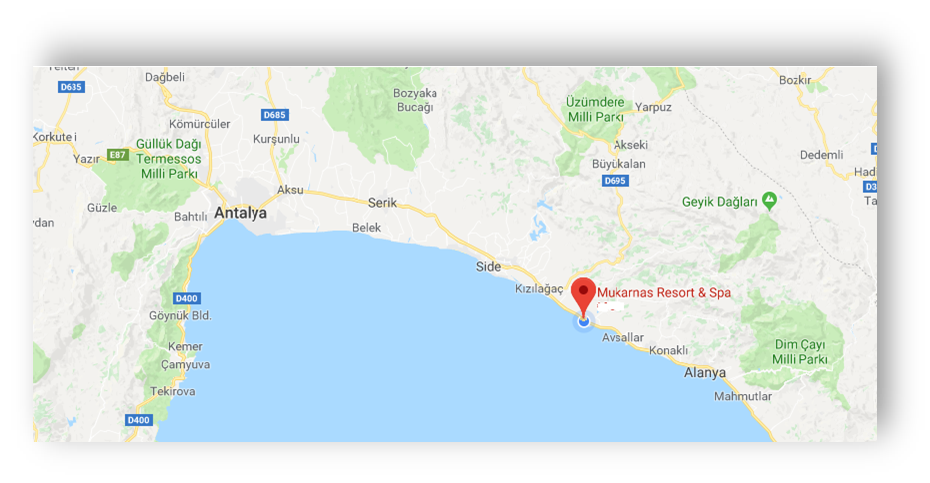 D635
Dağbeli
Bozkır
Bozyaka
Bucağı
Üzümdere
Milli Parkı
Yarpuz
D685
Kömürcüler
Korkutei
Kurşunlu
Güllük Dağı
Termessos
Milli Parkı
Akseki
Yazır
E87
Dedemli
Büyükalan
D695
Aksu
Serik
Geyik Dağları
Güzle
Bahtılı
Antalya
Belek
Side
Kızılağaç
Mukarnas Resort & Spa
D400
Göynük Bld.
Avsallar
Kemer
Konaklı
Dim Çayı
Milli Parkı
Çamyuva
Alanya
Tekirova
Mahmutlar
D400